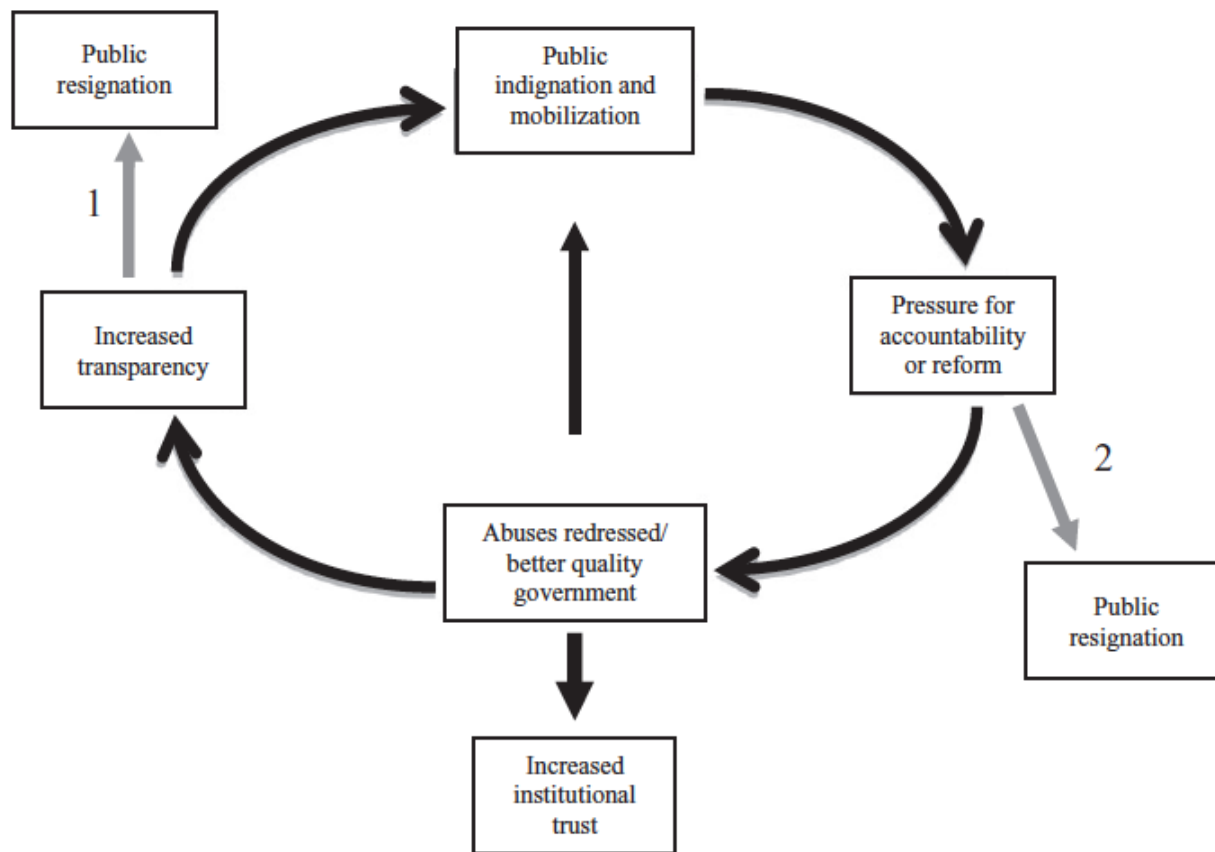 Public
resignation
Public
indignation and
mobilization
1
Increased
transparency
Pressure for
accountability
or reform
2
Abuses redressed/
better quality
government
Public
resignation
Increased
institutional
trust